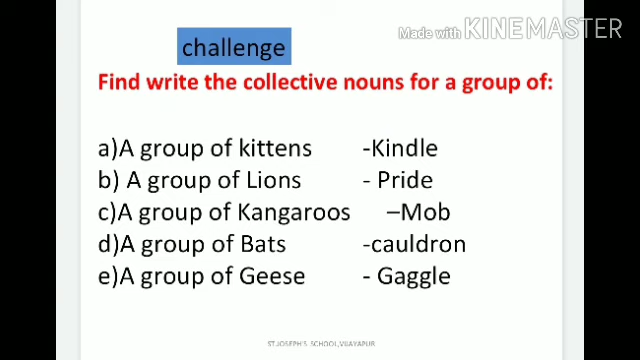 Made with KINEMASTER
challenge
Find write the collective nouns for a group of:
a)A group of kittens -Kindle
b) A group of Lions - Pride
c)A group of Kangaroos –Mob
d)A group of Bats -cauldron
e)A group of Geese - Gaggle
ST.JOSEPH'S SCHOOL,VIJAYAPUR